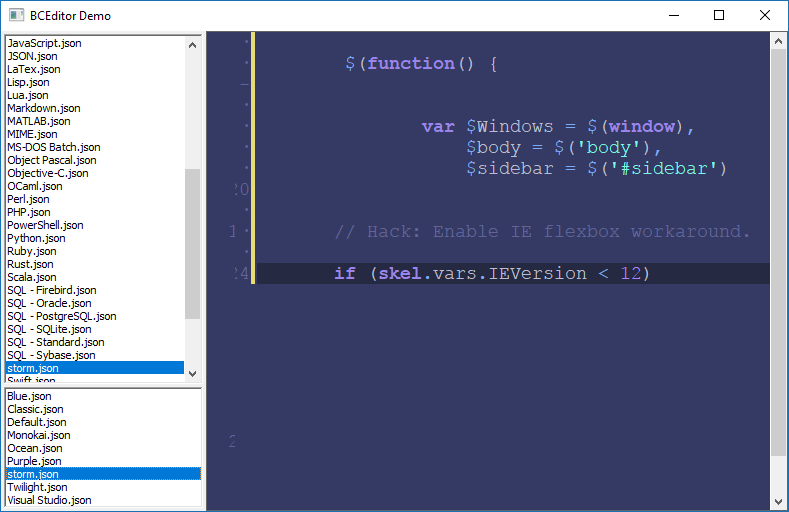 BCEditor Demo
JavaScript.json
JSON.json
LaTex.json
Lisp.json
Lua.json
Markdown.json
MATLAB.json
MIME.json
MS-DOS Batch.json
Object Pascal.json
Objective-C.json
OCaml.json
Perl.json
PHP.json
PowerShell.json
Python.json
Ruby.json
Rust.json
Scala.json
SQL - Firebird.json
SQL - Oracle.json
SQL - PostgreSQL.json
SQL - SQLite.json
SQL - Standard.json
SQL - Sybase.json
storm.json
Swift.json
Blue.json
Classic.json
Default.json
Monokai.json
Ocean.json
Purple.json
storm.json
Twilight.json
Visual Studio.json
$(function() {
var $Windows = $(window),
$body = $('body'),
$sidebar = $('#sidebar')
20
1
// Hack: Enable IE flexbox workaround.
24 if (skel.vars.IEVersion < 12)
2